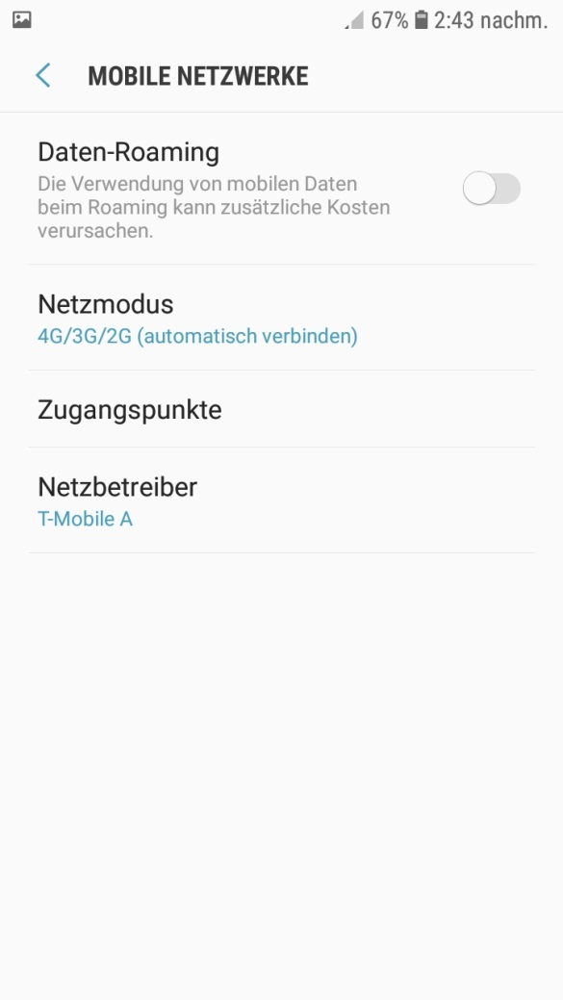 67% 2:43 nachm.
MOBILE NETZWERKE
Daten-Roaming
Die Verwendung von mobilen Daten
beim Roaming kann zusätzliche Kosten
verursachen.
Netzmodus
4G/3G/2G (automatisch verbinden)
Zugangspunkte
Netzbetreiber
T-Mobile A